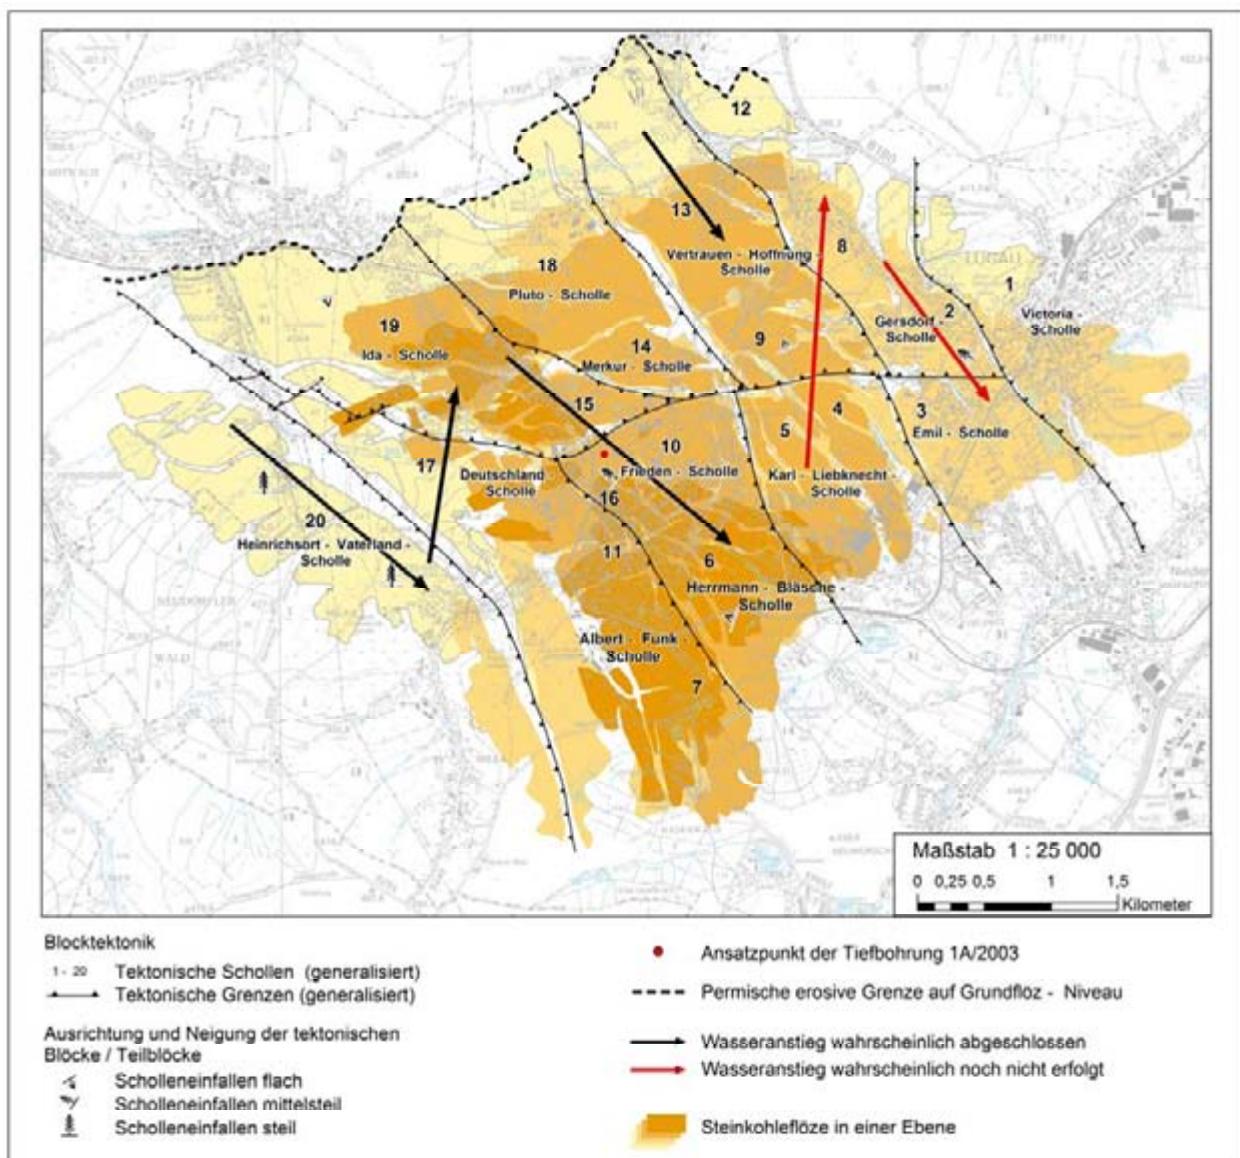 12
13
Vertrauen - Hoffnung -
Scholle
8
18
Pluto - Scholle
1
2
Victoria -
Scholle
Gersdorf -
Scholle
19
Ida - Scholle
9
14
Merkur - Scholle
15
4
3
Emil - Scholle
5
10
Frieden - Scholle
Karl - Liebknecht -
Scholle
17
Deutschland -
Scholle
16
20
Heinrichsort - Vaterland -
Scholle
11
6
Herrmann - Bläsche -
Scholle
Albert - Funk -
Scholle
7
WALD
Maßstab 1 : 25 000
0 0,25 0,5 1 1,5
Kilometer
Blocktektonik
1 - 20 Tektonische Schollen (generalisiert)
Tektonische Grenzen (generalisiert)
Ausrichtung und Neigung der tektonischen
Blöcke / Teilblöcke
Scholleneinfallen flach
Scholleneinfallen mittelsteil
Scholleneinfallen steil
Ansatzpunkt der Tiefbohrung 1A/2003
Permische erosive Grenze auf Grundflöz - Niveau
Wasseranstieg wahrscheinlich abgeschlossen
Wasseranstieg wahrscheinlich noch nicht erfolgt
Steinkohleflöze in einer Ebene